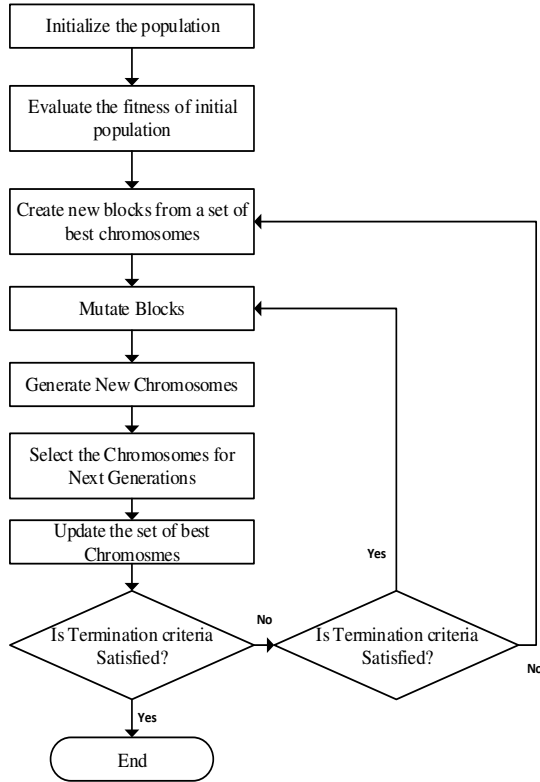 Initialize the population
Evaluate the fitness of initial
population
Create new blocks from a set of
best chromosomes
Mutate Blocks
Generate New Chromosomes
Select the Chromosomes for
Next Generations
Update the set of best
Chromosmes
Yes
Is Termination criteria
Satisfied?
No
Is Termination criteria
Satisfied?
No
Yes
End